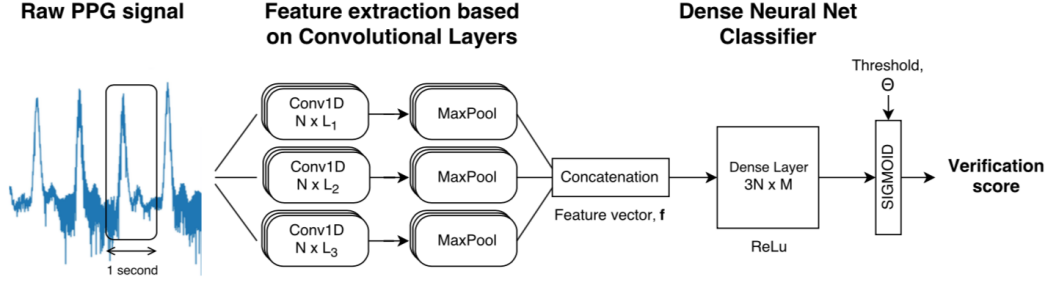 Raw PPG signal
Feature extraction based
on Convolutional Layers
Dense Neural Net
Classifier
1 second
Conv1D
N x L1
MaxPool
Conv1D
N x L2
MaxPool
Conv1D
N x L3
MaxPool
Concatenation
Feature vector, f
Dense Layer
3N x M
ReLu
Threshold,
Θ
SIGMOID
Verification
score